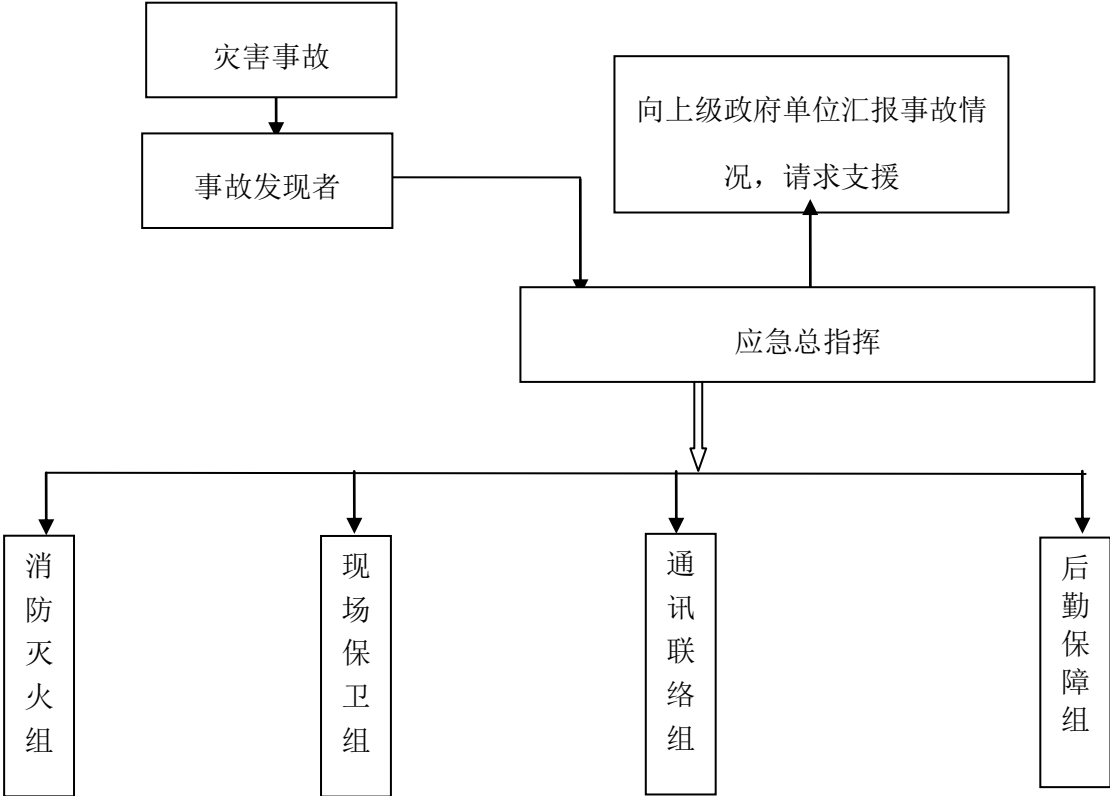 灾害事故
向上级政府单位汇报事故情
况，请求支援
事故发现者
应急总指挥
消防灭火组
现场保卫组
通讯联络组
后勤保障组